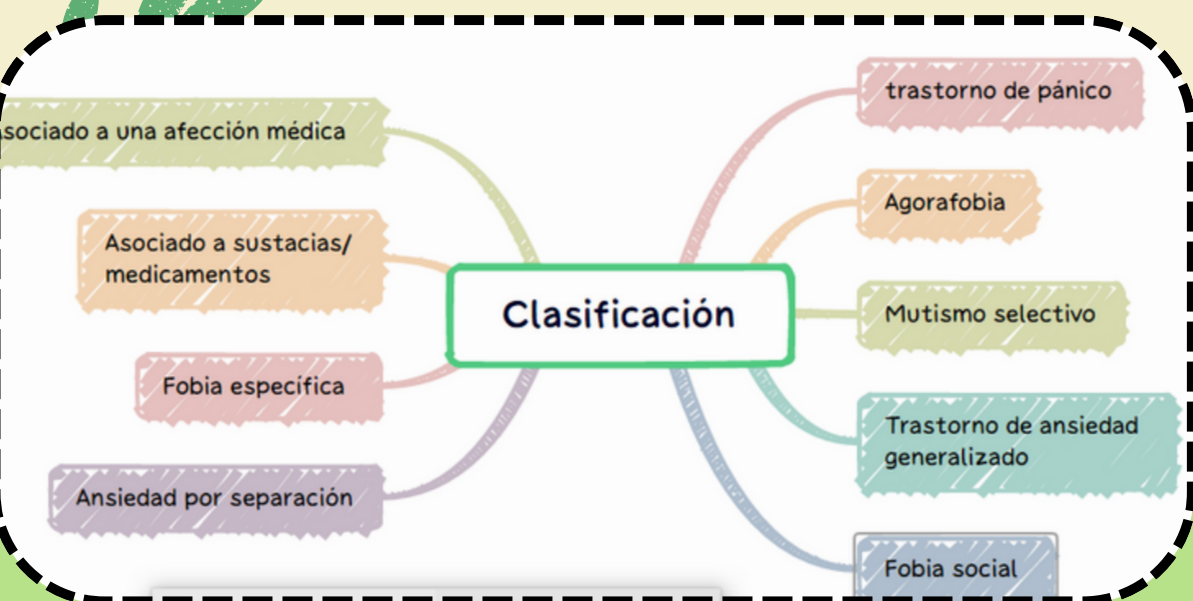 sociado a una afección médica
Asociado a sustacias/
medicamentos
Fobia específica
Ansiedad por separación
Clasificación
trastorno de pánico
Agorafobia
Mutismo selectivo
Trastorno de ansiedad
generalizado
Fobia social